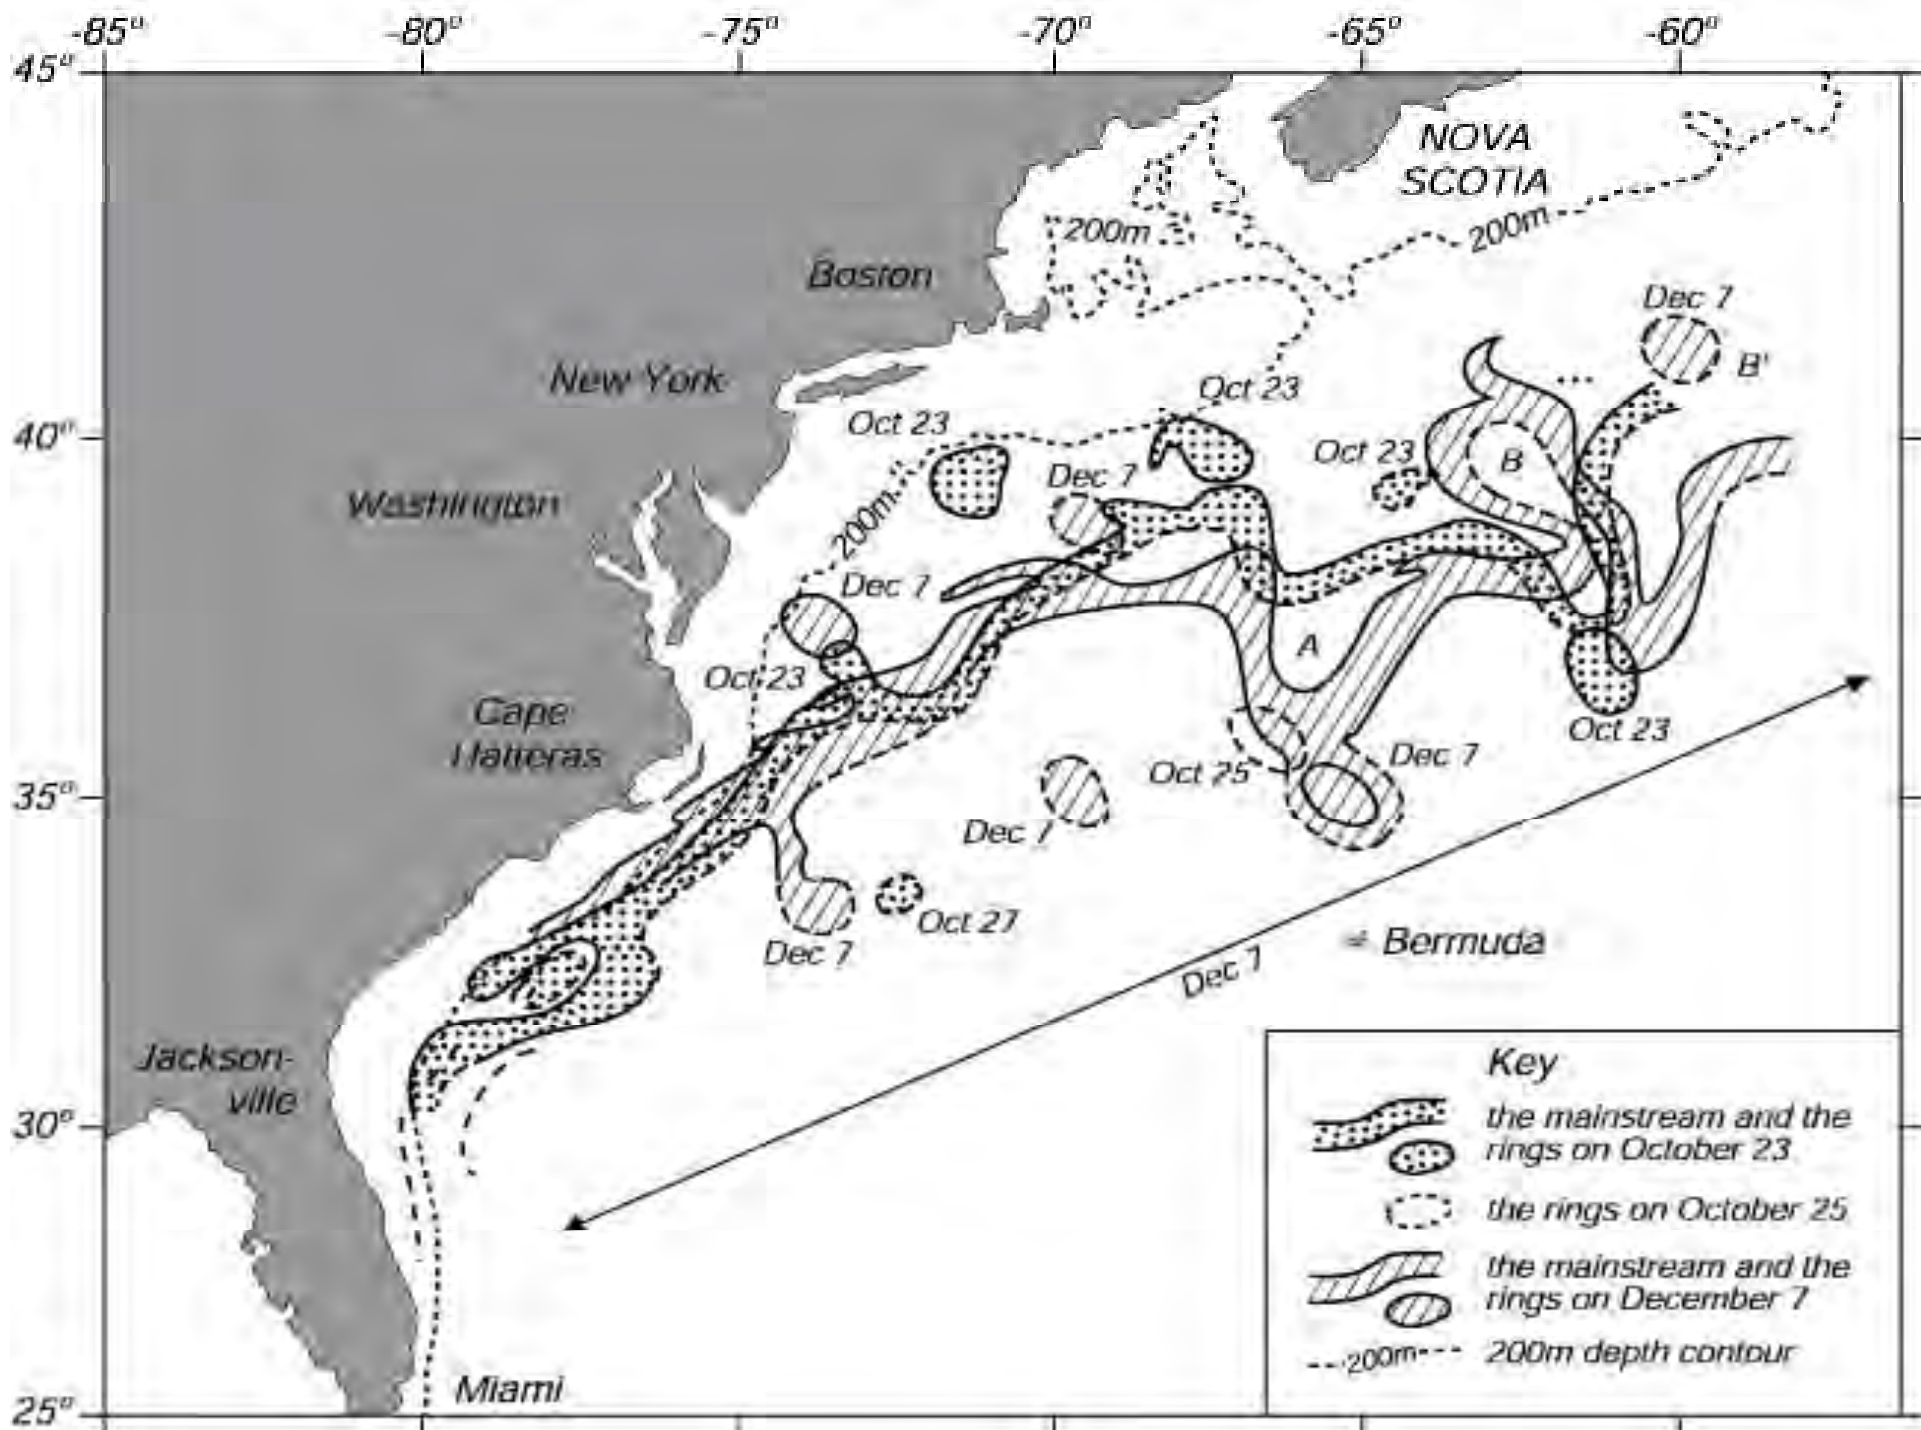 -85° -80° -75° -70° -65° -60°
45°
NOVA
SCOTIA
200m
200m
Boston
Dec 7
B'
New York
Oct 23
Oct 23
40°
Oct 23
B
Dec 7
Washington
200m
Dec 7
A
Oct 23
Cape
Hatteras
Oct 23
Dec 7
Oct 25
35°
Dec 7
Oct 27
Dec 7
Bermuda
Dec 7
Jackson-
ville
30°
Miami
25°
Key
the mainstream and the
rings on October 23
the rings on October 25
the mainstream and the
rings on December 7
200m
200m depth contour